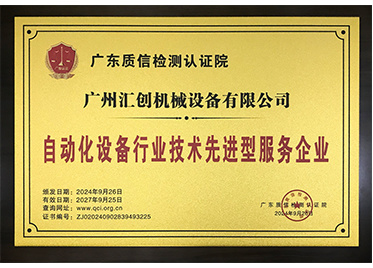 广东质信检测认证院
广州汇创机械设备有限公司
自动化设备行业技术先进型服务企业
颁发日期：2024年9月26日
有效日期：2027年9月25日
查询网址：www.qci.org.cn
证书编号：ZJ020240902839493225
广东质信检测认证院
2024年9月26日